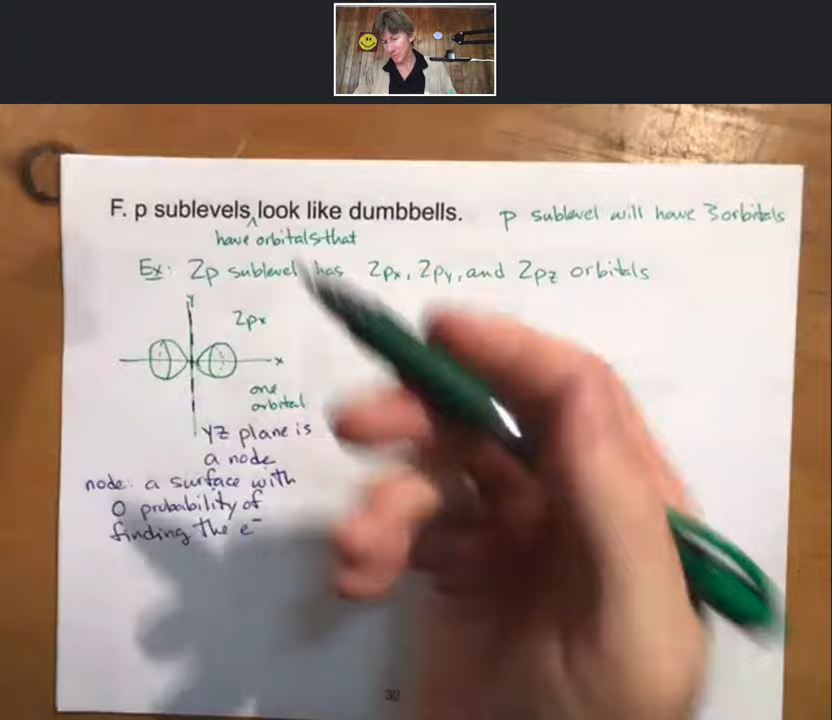 F. p sublevels look like dumbbells. p sublevel will have 3 orbitals
^
have orbitals that
Ex: 2p sublevel has 2px, 2py, and 2pz orbitals
y
2px
x
one
orbital
YZ plane is
a node
node: a surface with
0 probability of
finding the e⁻
32